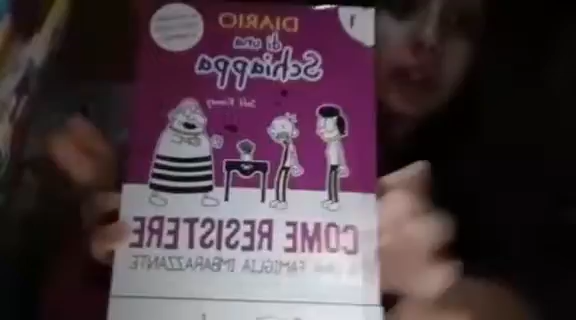 1
DIARIO
di una
Schiappa
Jeff Kinney
COME RESISTERE
FAMIGLIA IMBARAZZANTE